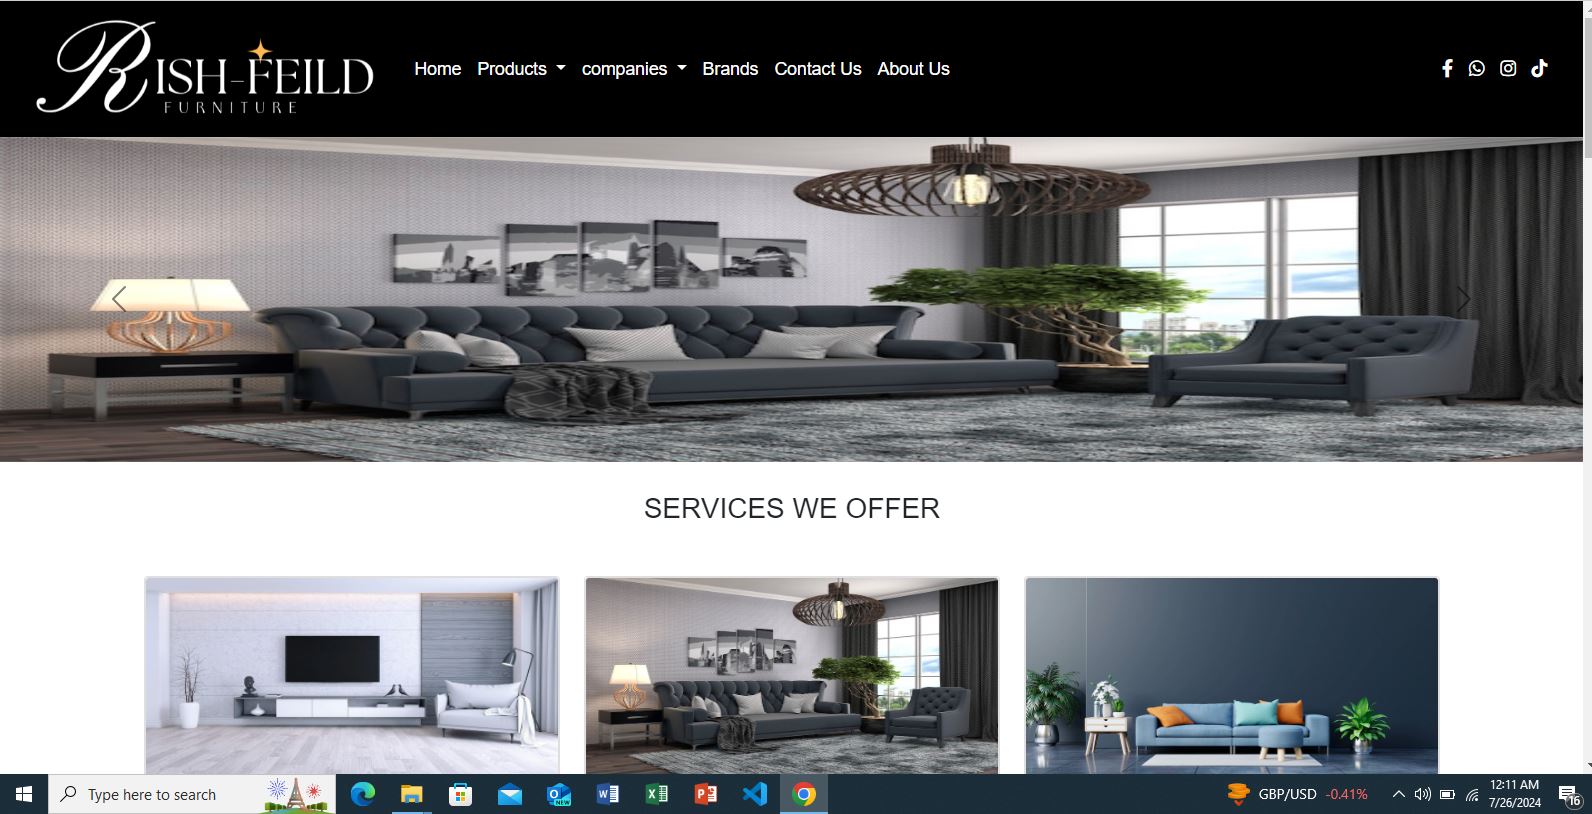 RISH-FEILD
FURNITURE
Home Products companies Brands Contact Us About Us
SERVICES WE OFFER
Type here to search
GBP/USD -0.41%
12:11 AM
7/26/2024
16